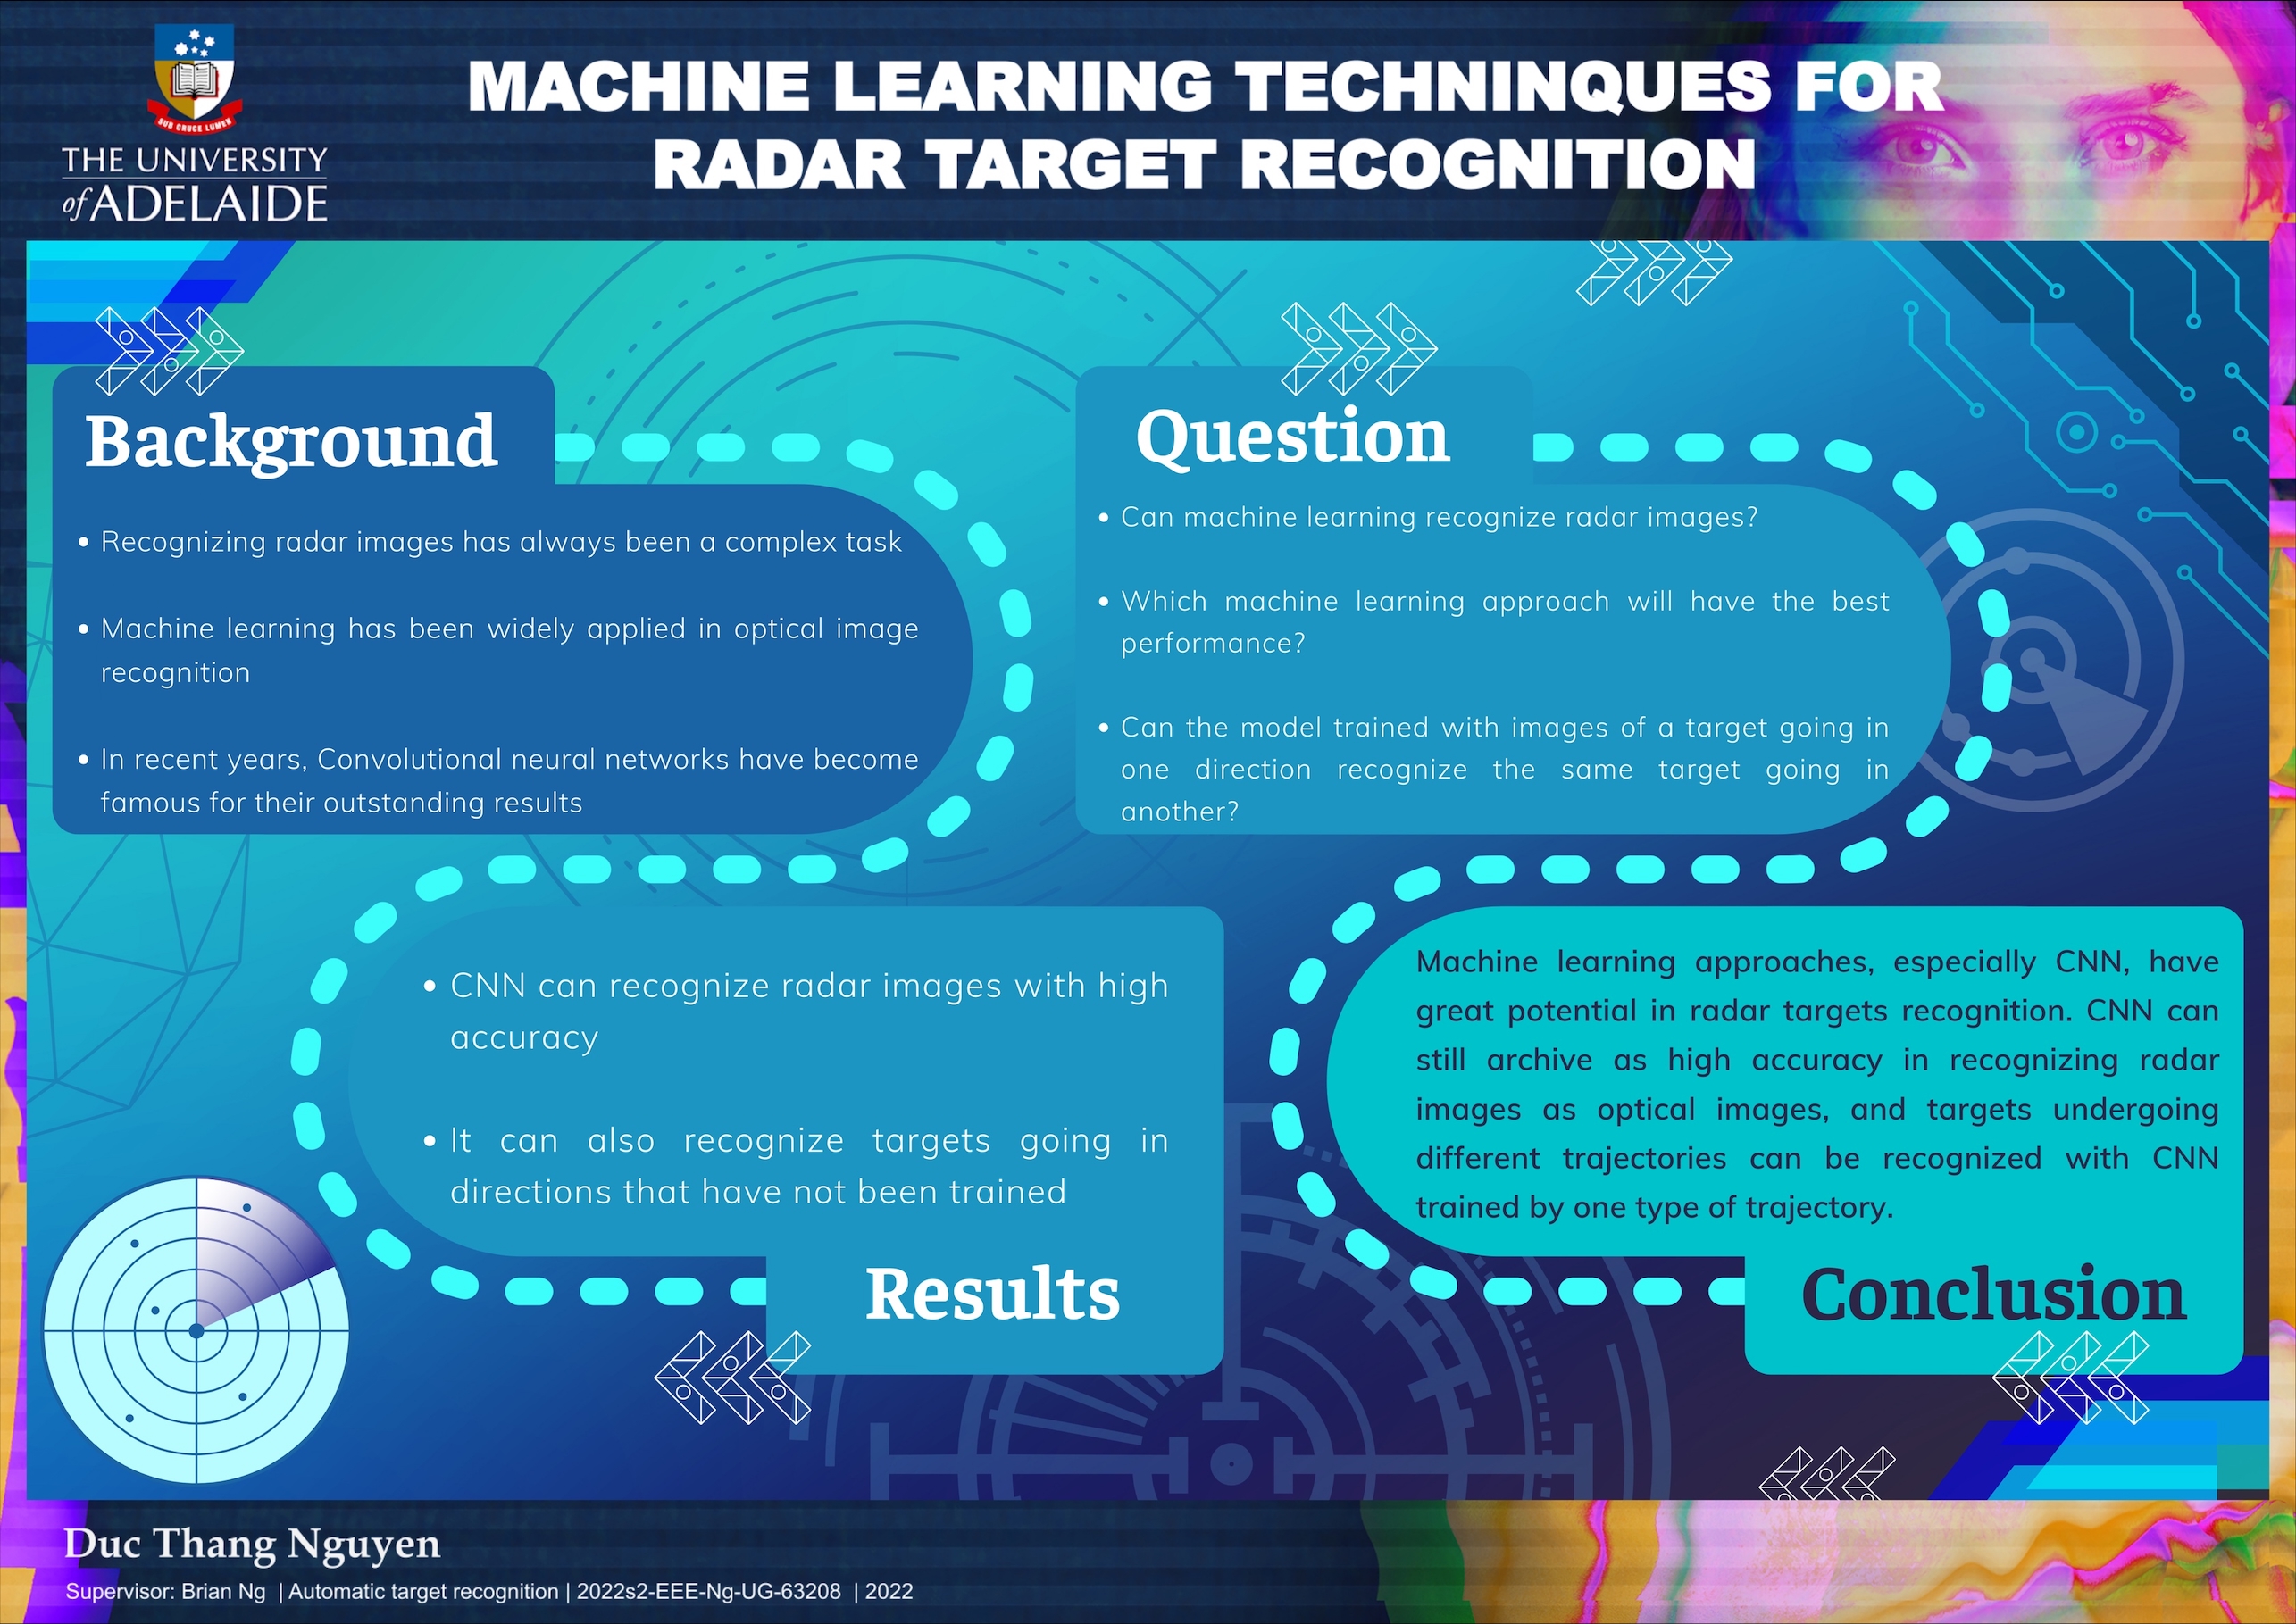 SUB CRUCE LUMEN
THE UNIVERSITY
of ADELAIDE
MACHINE LEARNING TECHNINQUES FOR
RADAR TARGET RECOGNITION
Background
• Recognizing radar images has always been a complex task
• Machine learning has been widely applied in optical image
recognition
• In recent years, Convolutional neural networks have become
famous for their outstanding results
Question
• Can machine learning recognize radar images?
• Which machine learning approach will have the best
performance?
• Can the model trained with images of a target going in
one direction recognize the same target going in
another?
• CNN can recognize radar images with high
accuracy
• It can also recognize targets going in
directions that have not been trained
Results
Machine learning approaches, especially CNN, have
great potential in radar targets recognition. CNN can
still archive as high accuracy in recognizing radar
images as optical images, and targets undergoing
different trajectories can be recognized with CNN
trained by one type of trajectory.
Conclusion
Duc Thang Nguyen
Supervisor: Brian Ng | Automatic target recognition | 2022s2-EEE-Ng-UG-63208 | 2022